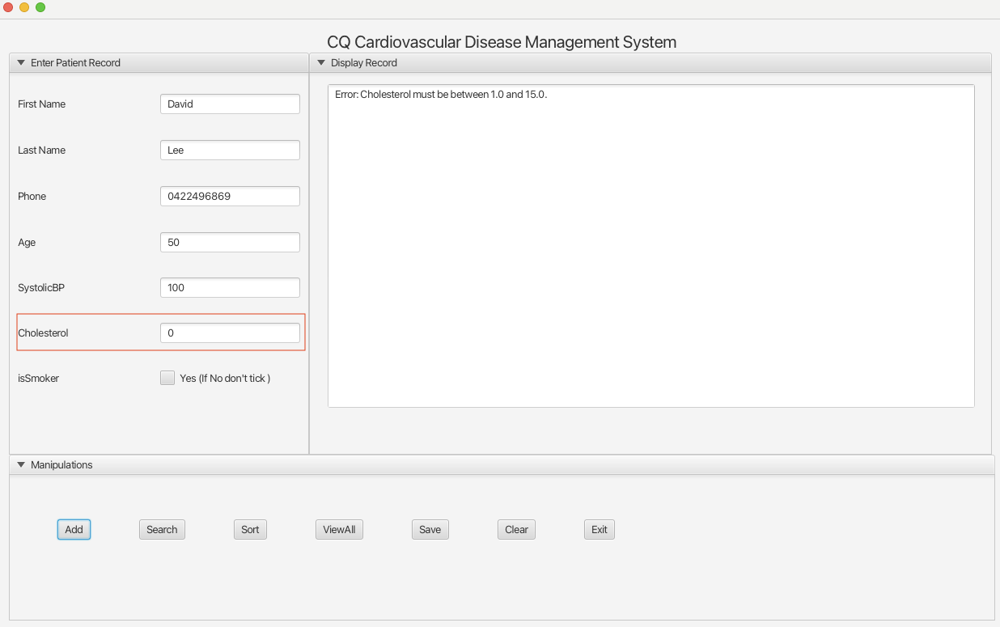 CQ Cardiovascular Disease Management System
Enter Patient Record
First Name David
Last Name Lee
Phone 0422496869
Age 50
SystolicBP 100
Cholesterol 0
isSmoker Yes (If No don't tick )
Display Record
Error: Cholesterol must be between 1.0 and 15.0.
Manipulations
Add Search Sort ViewAll Save Clear Exit